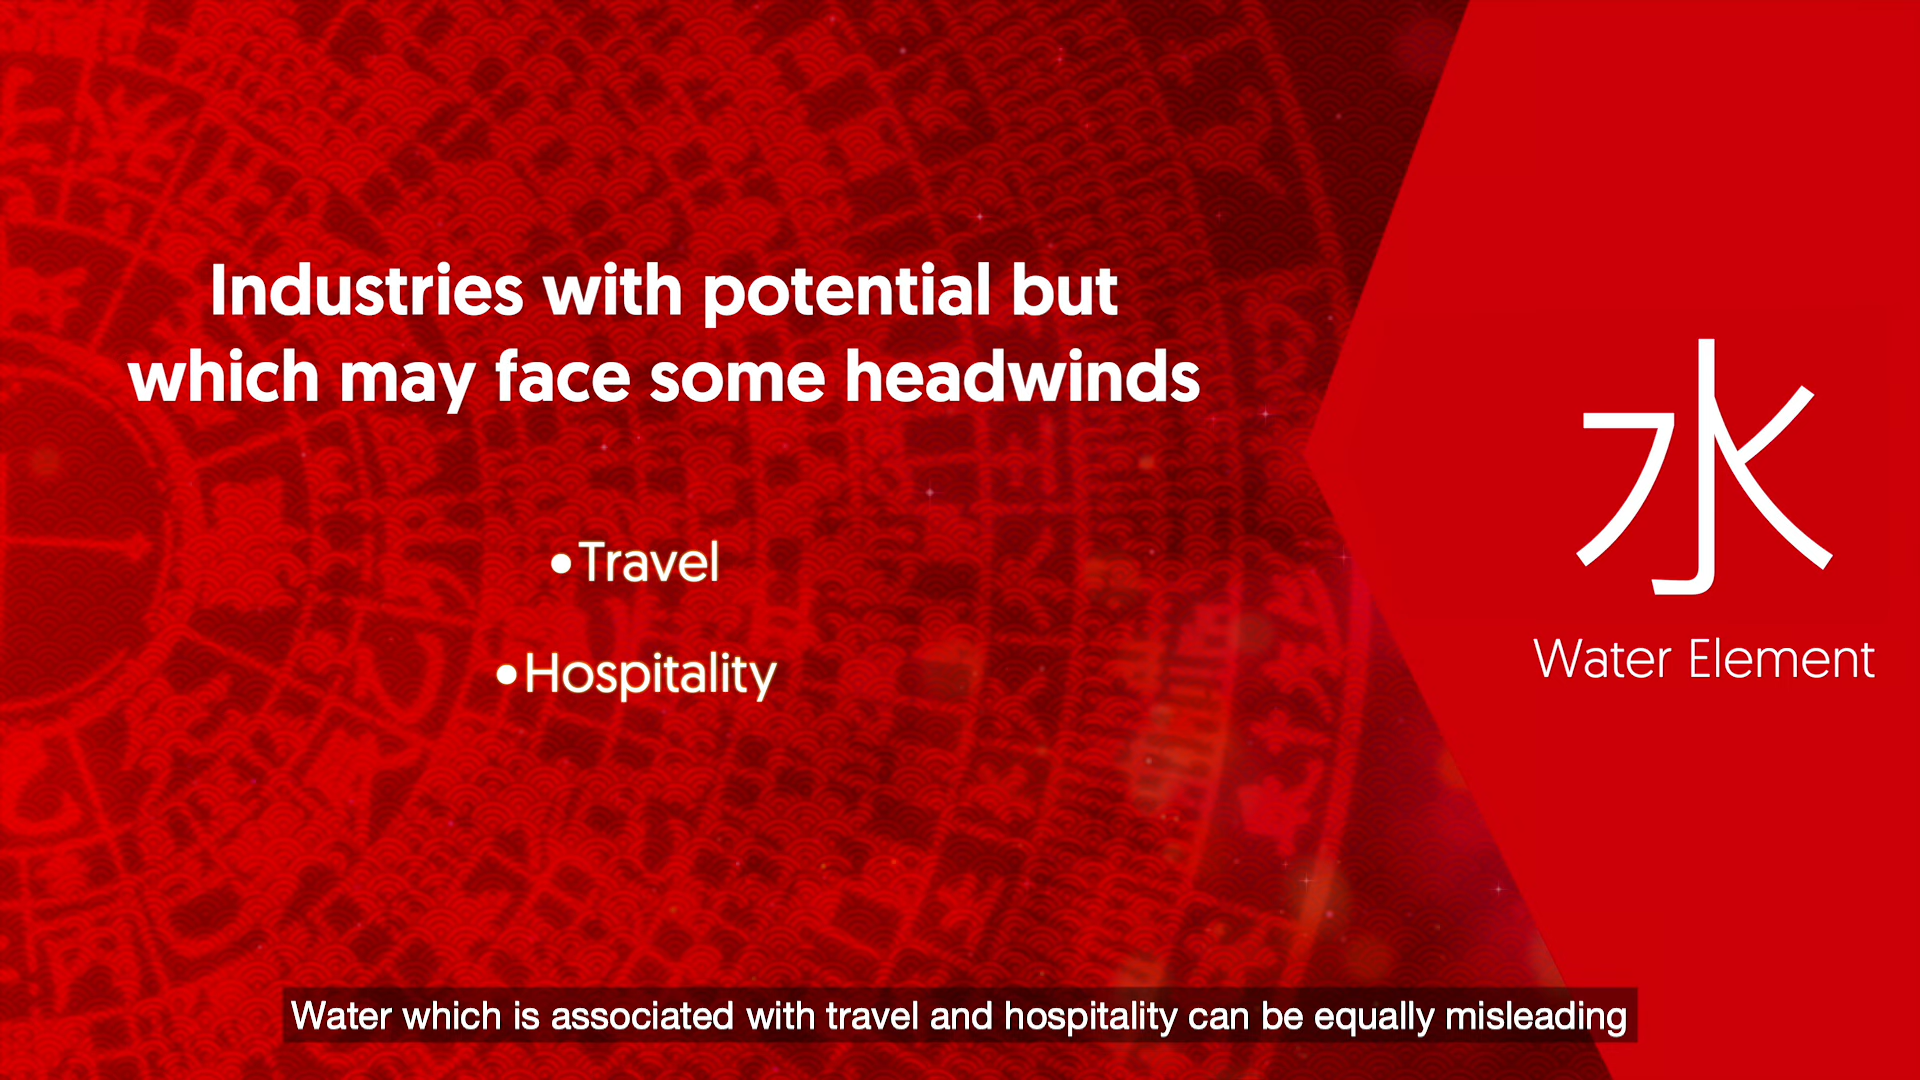 Industries with potential but
which may face some headwinds
•Travel
•Hospitality
水
Water Element
Water which is associated with travel and hospitality can be equally misleading